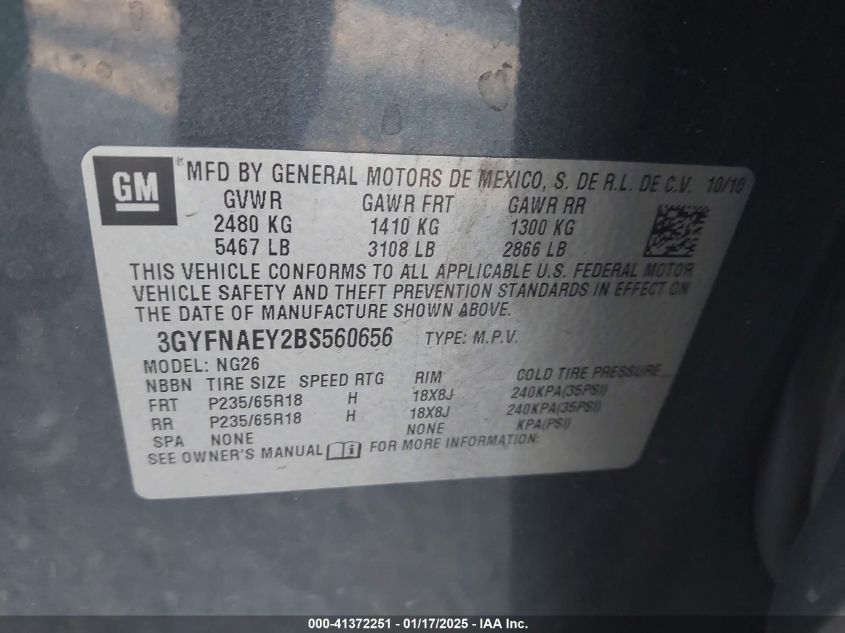 GM ® MFD BY GENERAL MOTORS DE MEXICO, S. DE R.L. DE C.V. 10/10
GVWR GAWR FRT GAWR RR
2480 KG 1410 KG 1300 KG
5467 LB 3108 LB 2866 LB
THIS VEHICLE CONFORMS TO ALL APPLICABLE U.S. FEDERAL MOTOR
VEHICLE SAFETY AND THEFT PREVENTION STANDARDS IN EFFECT ON
THE DATE OF MANUFACTURE SHOWN ABOVE.
3GYFNAEY2BS560656 TYPE: M.P.V.
MODEL: NG26
NBBN TIRE SIZE SPEED RTG RIM COLD TIRE PRESSURE
FRT P235/65R18 H 18X8J 240KPA(35PSI)
RR P235/65R18 H 18X8J 240KPA(35PSI)
SPA NONE NONE KPA(PSI)
SEE OWNER'S MANUAL i FOR MORE INFORMATION.
000-41372251 - 01/17/2025 - IAA Inc.